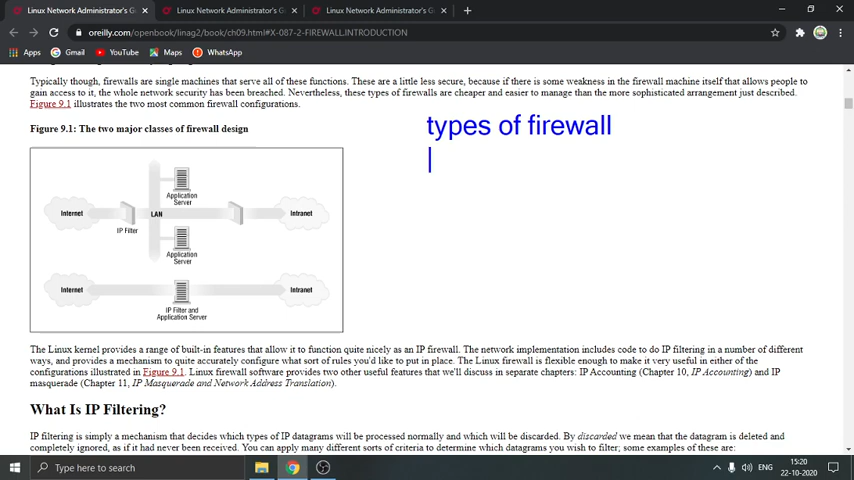 Linux Network Administrator's G
Linux Network Administrator's G
Linux Network Administrator's G
oreilly.com/openbook/linag2/book/ch09.html#X-087-2-FIREWALL.INTRODUCTION
Apps
Gmail
YouTube
Maps
WhatsApp
Typically though, firewalls are single machines that serve all of these functions. These are a little less secure, because if there is some weakness in the firewall machine itself that allows people to
gain access to it, the whole network security has been breached. Nevertheless, these types of firewalls are cheaper and easier to manage than the more sophisticated arrangement just described.
Figure 9.1 illustrates the two most common firewall configurations.
types of firewall
Figure 9.1: The two major classes of firewall design
Application
Server
Internet
LAN
Intranet
IP Filter
Application
Server
Internet
Intranet
IP Filter and
Application Server
The Linux kernel provides a range of built-in features that allow it to function quite nicely as an IP firewall. The network implementation includes code to do IP filtering in a number of different
ways, and provides a mechanism to quite accurately configure what sort of rules you'd like to put in place. The Linux firewall is flexible enough to make it very useful in either of the
configurations illustrated in Figure 9.1. Linux firewall software provides two other useful features that we'll discuss in separate chapters: IP Accounting (Chapter 10, IP Accounting) and IP
masquerade (Chapter 11, IP Masquerade and Network Address Translation).
What Is IP Filtering?
IP filtering is simply a mechanism that decides which types of IP datagrams will be processed normally and which will be discarded. By discarded we mean that the datagram is deleted and
completely ignored, as if it had never been received. You can apply many different sorts of criteria to determine which datagrams you wish to filter; some examples of these are:
Type here to search
ENG
15:20
22-10-2020